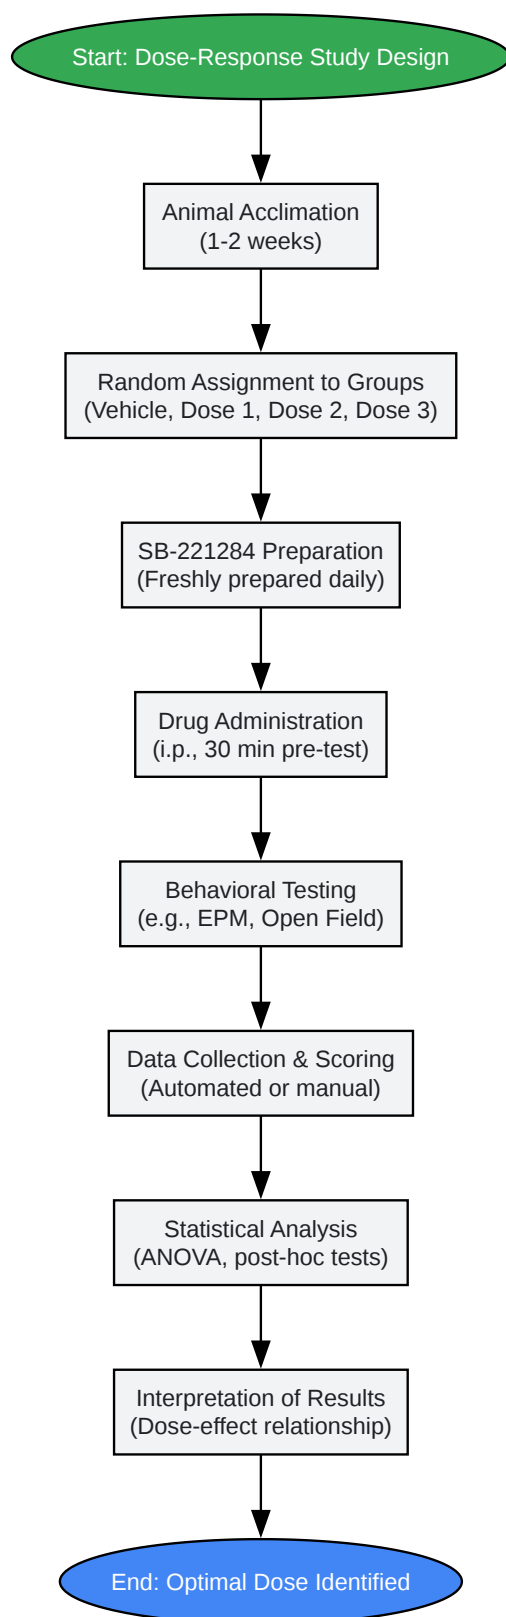 Start: Dose-Response Study Design
Animal Acclimation
(1-2 weeks)
Random Assignment to Groups
(Vehicle, Dose 1, Dose 2, Dose 3)
SB-221284 Preparation
(Freshly prepared daily)
Drug Administration
(i.p., 30 min pre-test)
Behavioral Testing
(e.g., EPM, Open Field)
Data Collection & Scoring
(Automated or manual)
Statistical Analysis
(ANOVA, post-hoc tests)
Interpretation of Results
(Dose-effect relationship)
End: Optimal Dose Identified